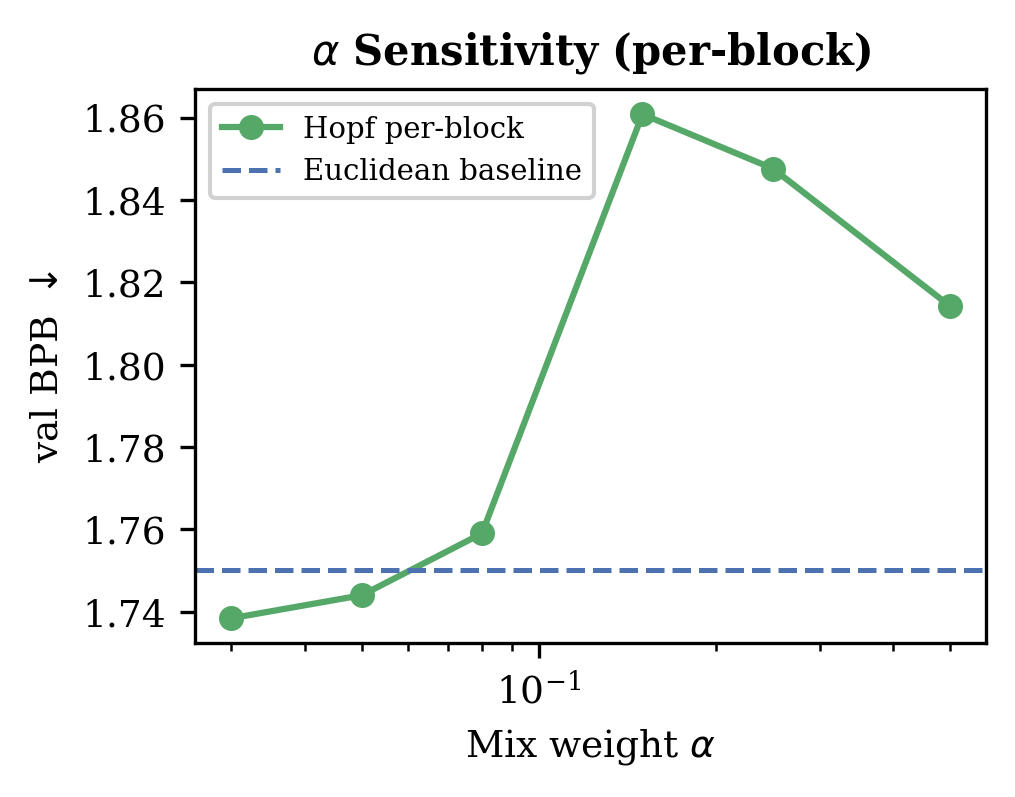 α Sensitivity (per-block)
Hopf per-block
Euclidean baseline
val BPB ↓
1.86
1.84
1.82
1.80
1.78
1.76
1.74
10⁻¹
Mix weight α